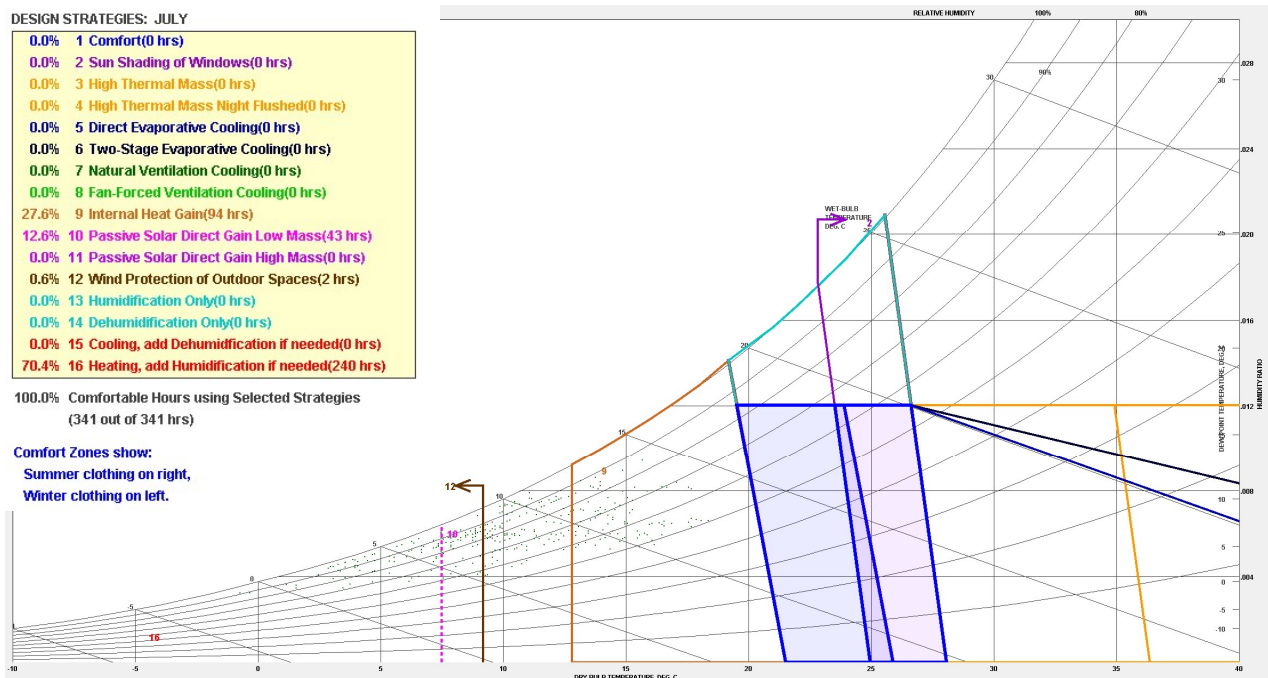 DESIGN STRATEGIES: JULY
0.0% 1 Comfort(0 hrs)
0.0% 2 Sun Shading of Windows(0 hrs)
0.0% 3 High Thermal Mass(0 hrs)
0.0% 4 High Thermal Mass Night Flushed(0 hrs)
0.0% 5 Direct Evaporative Cooling(0 hrs)
0.0% 6 Two-Stage Evaporative Cooling(0 hrs)
0.0% 7 Natural Ventilation Cooling(0 hrs)
0.0% 8 Fan-Forced Ventilation Cooling(0 hrs)
27.6% 9 Internal Heat Gain(94 hrs)
12.6% 10 Passive Solar Direct Gain Low Mass(43 hrs)
0.0% 11 Passive Solar Direct Gain High Mass(0 hrs)
0.6% 12 Wind Protection of Outdoor Spaces(2 hrs)
0.0% 13 Humidification Only(0 hrs)
0.0% 14 Dehumidification Only(0 hrs)
0.0% 15 Cooling, add Dehumidfication if needed(0 hrs)
70.4% 16 Heating, add Humidification if needed(240 hrs)
100.0% Comfortable Hours using Selected Strategies
(341 out of 341 hrs)
Comfort Zones show:
Summer clothing on right,
Winter clothing on left.
RELATIVE HUMIDITY 100% 80%
90%
WET-BULB
TEMPERATURE
DEG. C
2
9
12
16
-5
0
5
10
15
20
25
30
.028
.024
.020
.016
.012
.008
.004
30
25
10
5
0
-5
-10
HUMIDITY RATIO
-10 -5 0 5 10 15 20 25 30 35 40
DRY BULB TEMPERATURE, DEG. C